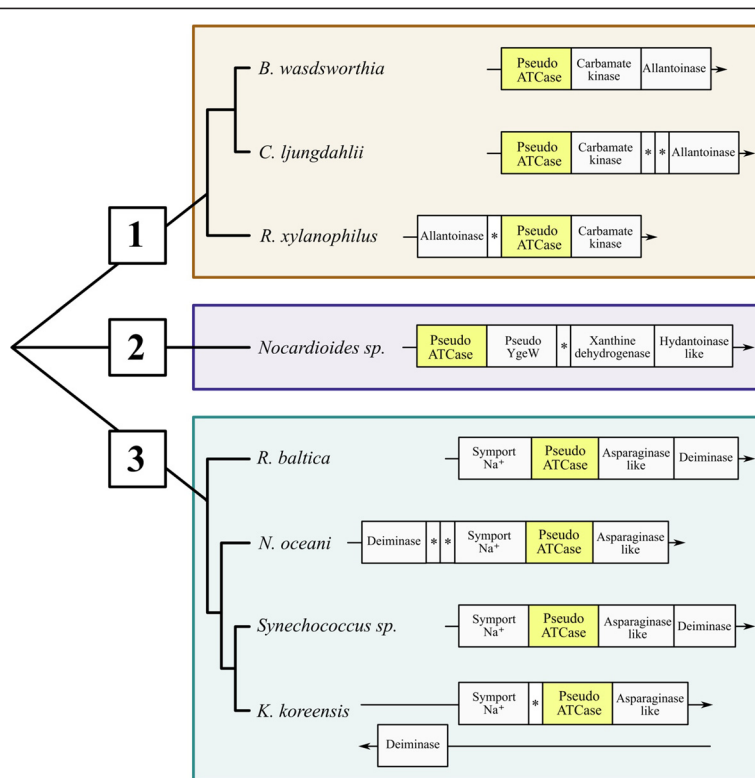 1
B. wasdsworthia
Pseudo
ATCase
Carbamate
kinase
Allantoinase
C. ljungdahlii
Pseudo
ATCase
Carbamate
kinase
*
*
Allantoinase
R. xylanophilus
Allantoinase
*
Pseudo
ATCase
Carbamate
kinase
2
Nocardioides sp.
Pseudo
ATCase
Pseudo
YgeW
*
Xanthine
dehydrogenase
Hydantoinase
like
3
R. baltica
Symport
Na⁺
Pseudo
ATCase
Asparaginase
like
Deiminase
N. oceani
Deiminase
*
*
Symport
Na⁺
Pseudo
ATCase
Asparaginase
like
Synechococcus sp.
Symport
Na⁺
Pseudo
ATCase
Asparaginase
like
Deiminase
K. koreensis
Symport
Na⁺
*
Pseudo
ATCase
Asparaginase
like
Deiminase